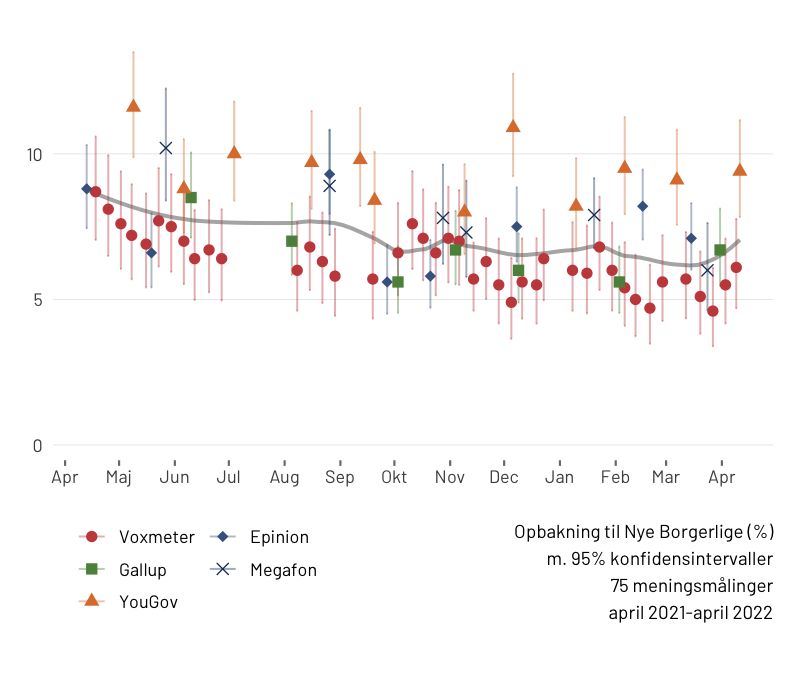 10
5
0
Apr Maj Jun Jul Aug Sep Okt Nov Dec Jan Feb Mar Apr
Voxmeter Epinion
Gallup Megafon
YouGov
Opbakning til Nye Borgerlige (%)
m. 95% konfidensintervaller
75 meningsmålinger
april 2021-april 2022